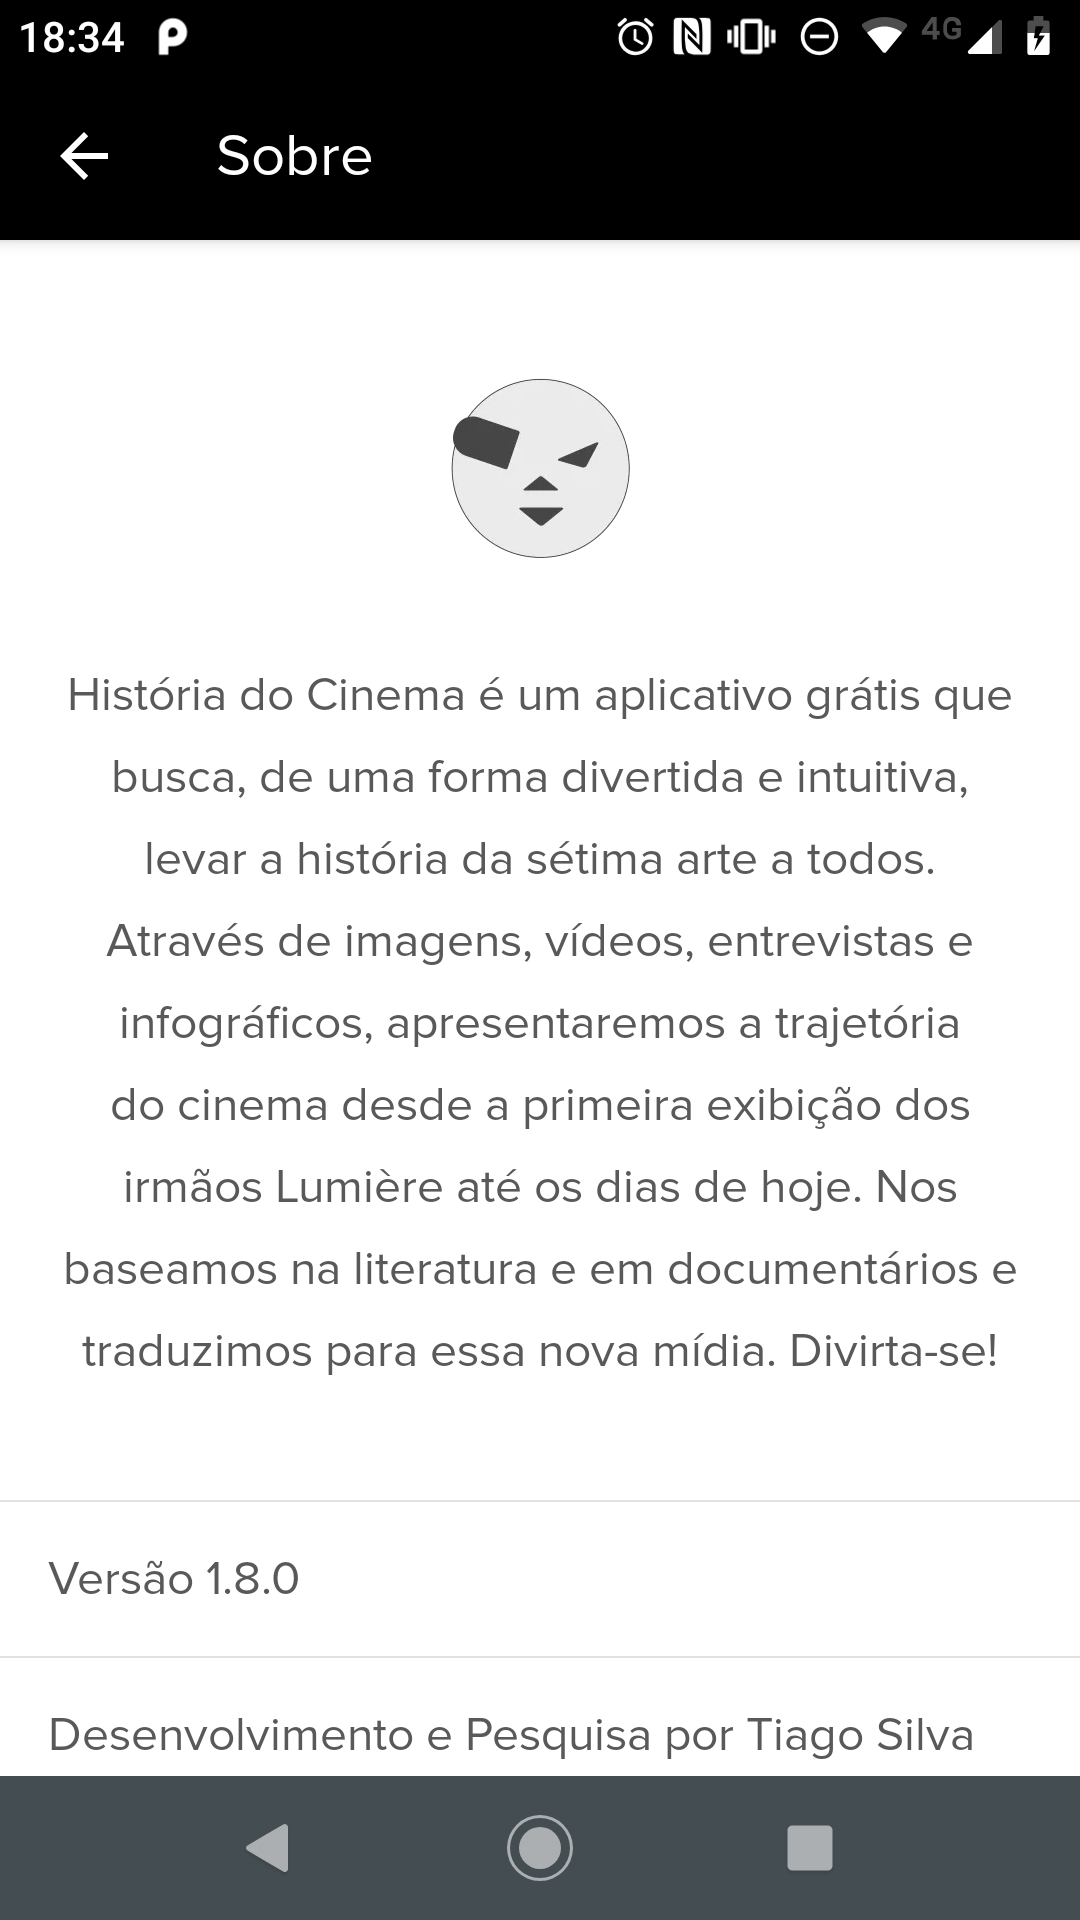 18:34
4G
Sobre
História do Cinema é um aplicativo grátis que
busca, de uma forma divertida e intuitiva,
levar a história da sétima arte a todos.
Através de imagens, vídeos, entrevistas e
infográficos, apresentaremos a trajetória
do cinema desde a primeira exibição dos
irmãos Lumière até os dias de hoje. Nos
baseamos na literatura e em documentários e
traduzimos para essa nova mídia. Divirta-se!
Versão 1.8.0
Desenvolvimento e Pesquisa por Tiago Silva